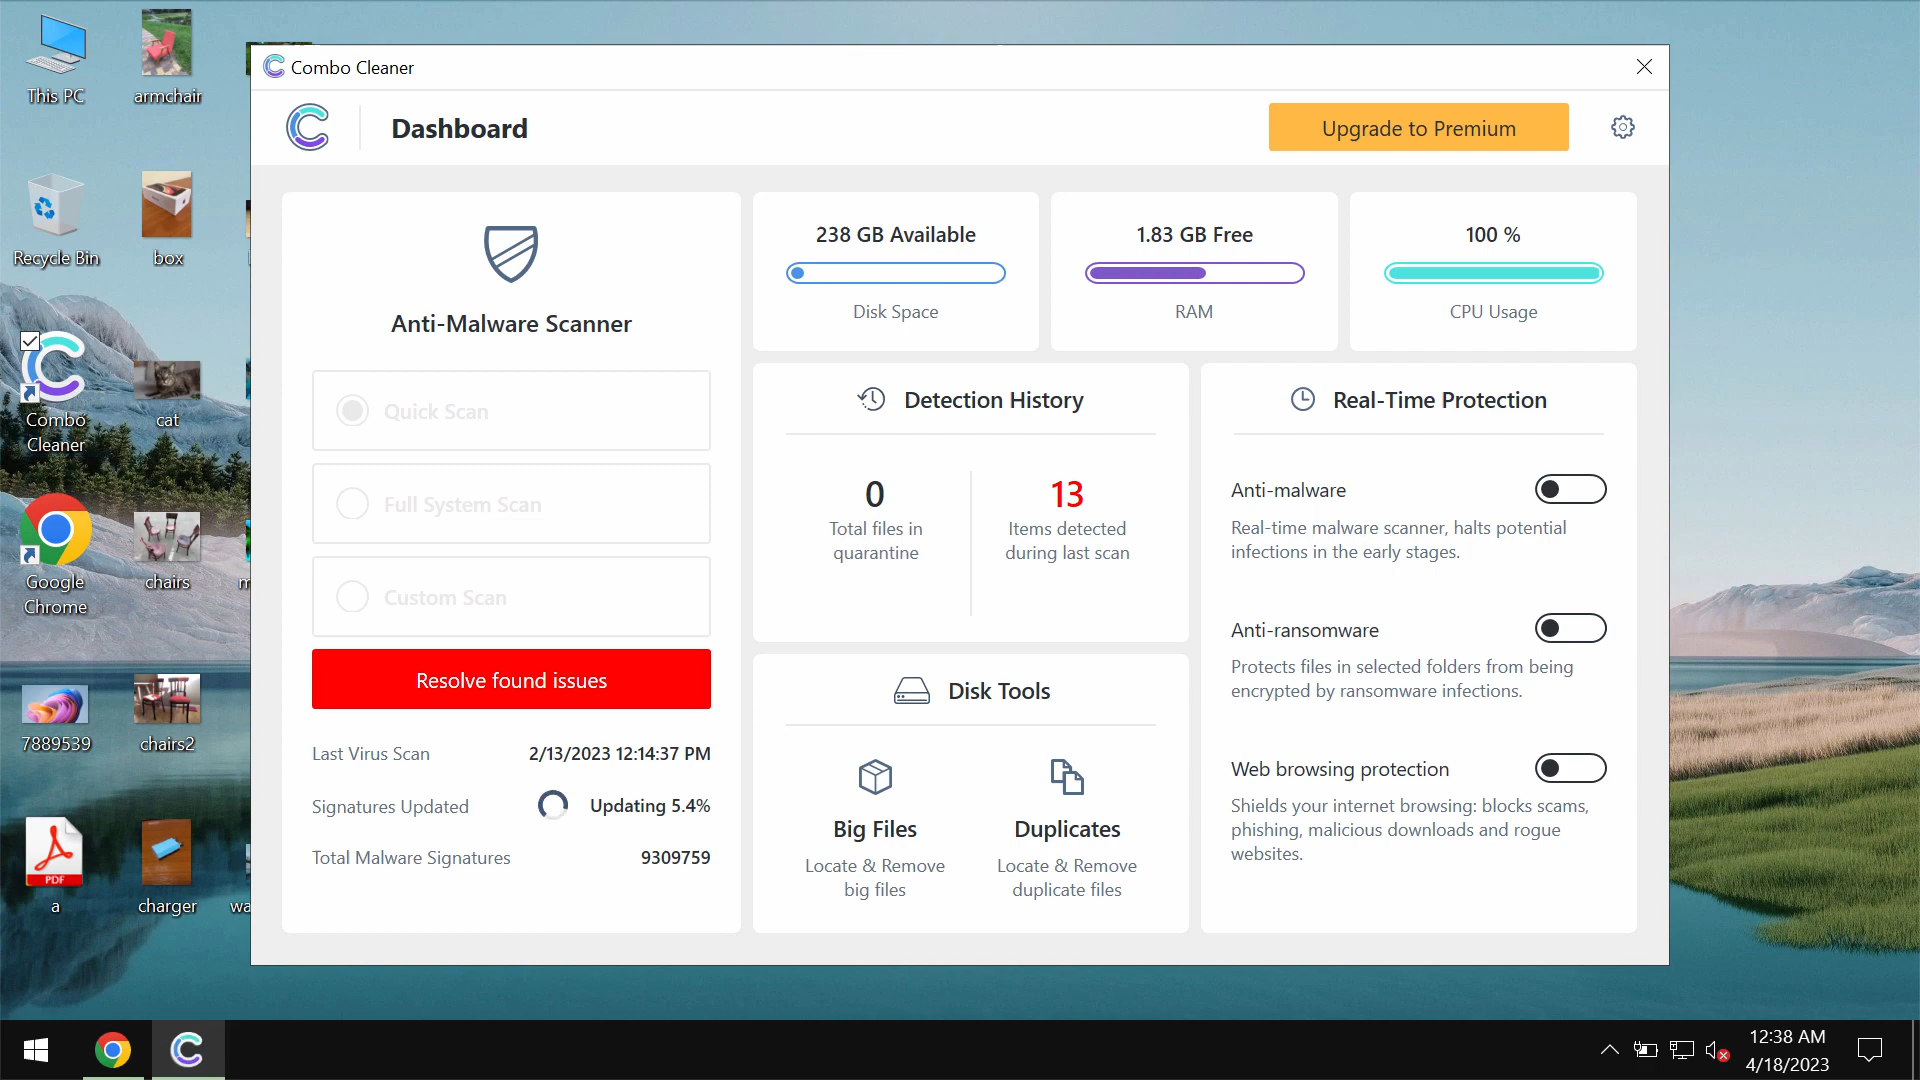 This PC
armchair
Recycle Bin
box
Combo
Cleaner
cat
Google
Chrome
chairs
7889539
chairs2
PDF
a
charger
wa
Combo Cleaner
Dashboard
Upgrade to Premium
Anti-Malware Scanner
Quick Scan
Full System Scan
Custom Scan
Resolve found issues
Last Virus Scan 2/13/2023 12:14:37 PM
Signatures Updated Updating 5.4%
Total Malware Signatures 9309759
238 GB Available
Disk Space
1.83 GB Free
RAM
100 %
CPU Usage
Detection History
0
Total files in
quarantine
13
Items detected
during last scan
Disk Tools
Big Files
Locate & Remove
big files
Duplicates
Locate & Remove
duplicate files
Real-Time Protection
Anti-malware
Real-time malware scanner, halts potential
infections in the early stages.
Anti-ransomware
Protects files in selected folders from being
encrypted by ransomware infections.
Web browsing protection
Shields your internet browsing: blocks scams,
phishing, malicious downloads and rogue
websites.
12:38 AM
4/18/2023